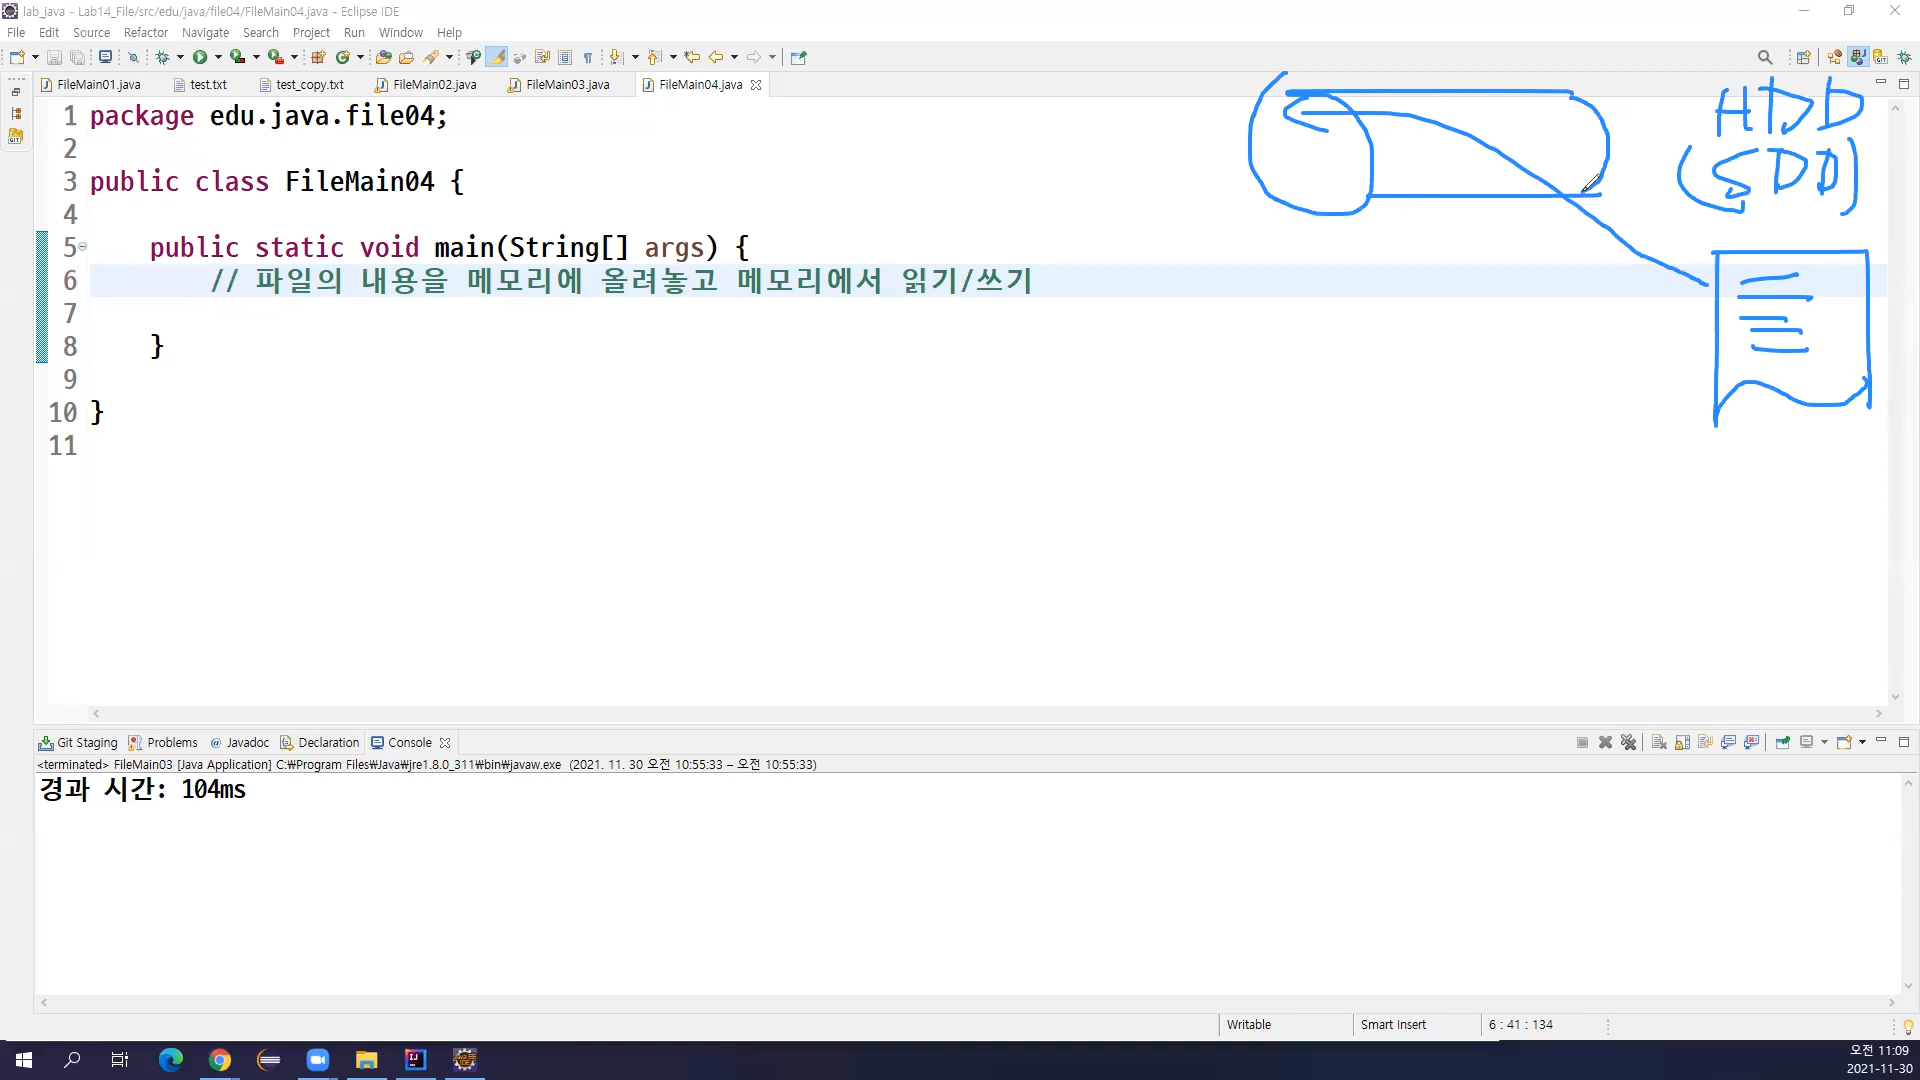 lab_java - Lab14_File/src/edu/java/file04/FileMain04.java - Eclipse IDE
File Edit Source Refactor Navigate Search Project Run Window Help
FileMain01.java test.txt test_copy.txt FileMain02.java FileMain03.java FileMain04.java
1 package edu.java.file04;
2
3 public class FileMain04 {
4
5 public static void main(String[] args) {
6 // 파일의 내용을 메모리에 올려놓고 메모리에서 읽기/쓰기
7
8 }
9
10 }
11
HDD
(SDD)
Git Staging Problems Javadoc Declaration Console
<terminated> FileMain03 [Java Application] C:₩Program Files₩Java₩jre1.8.0_311₩bin₩javaw.exe (2021. 11. 30 오전 10:55:33 – 오전 10:55:33)
경과 시간: 104ms
Writable Smart Insert 6 : 41 : 134
오전 11:09
2021-11-30